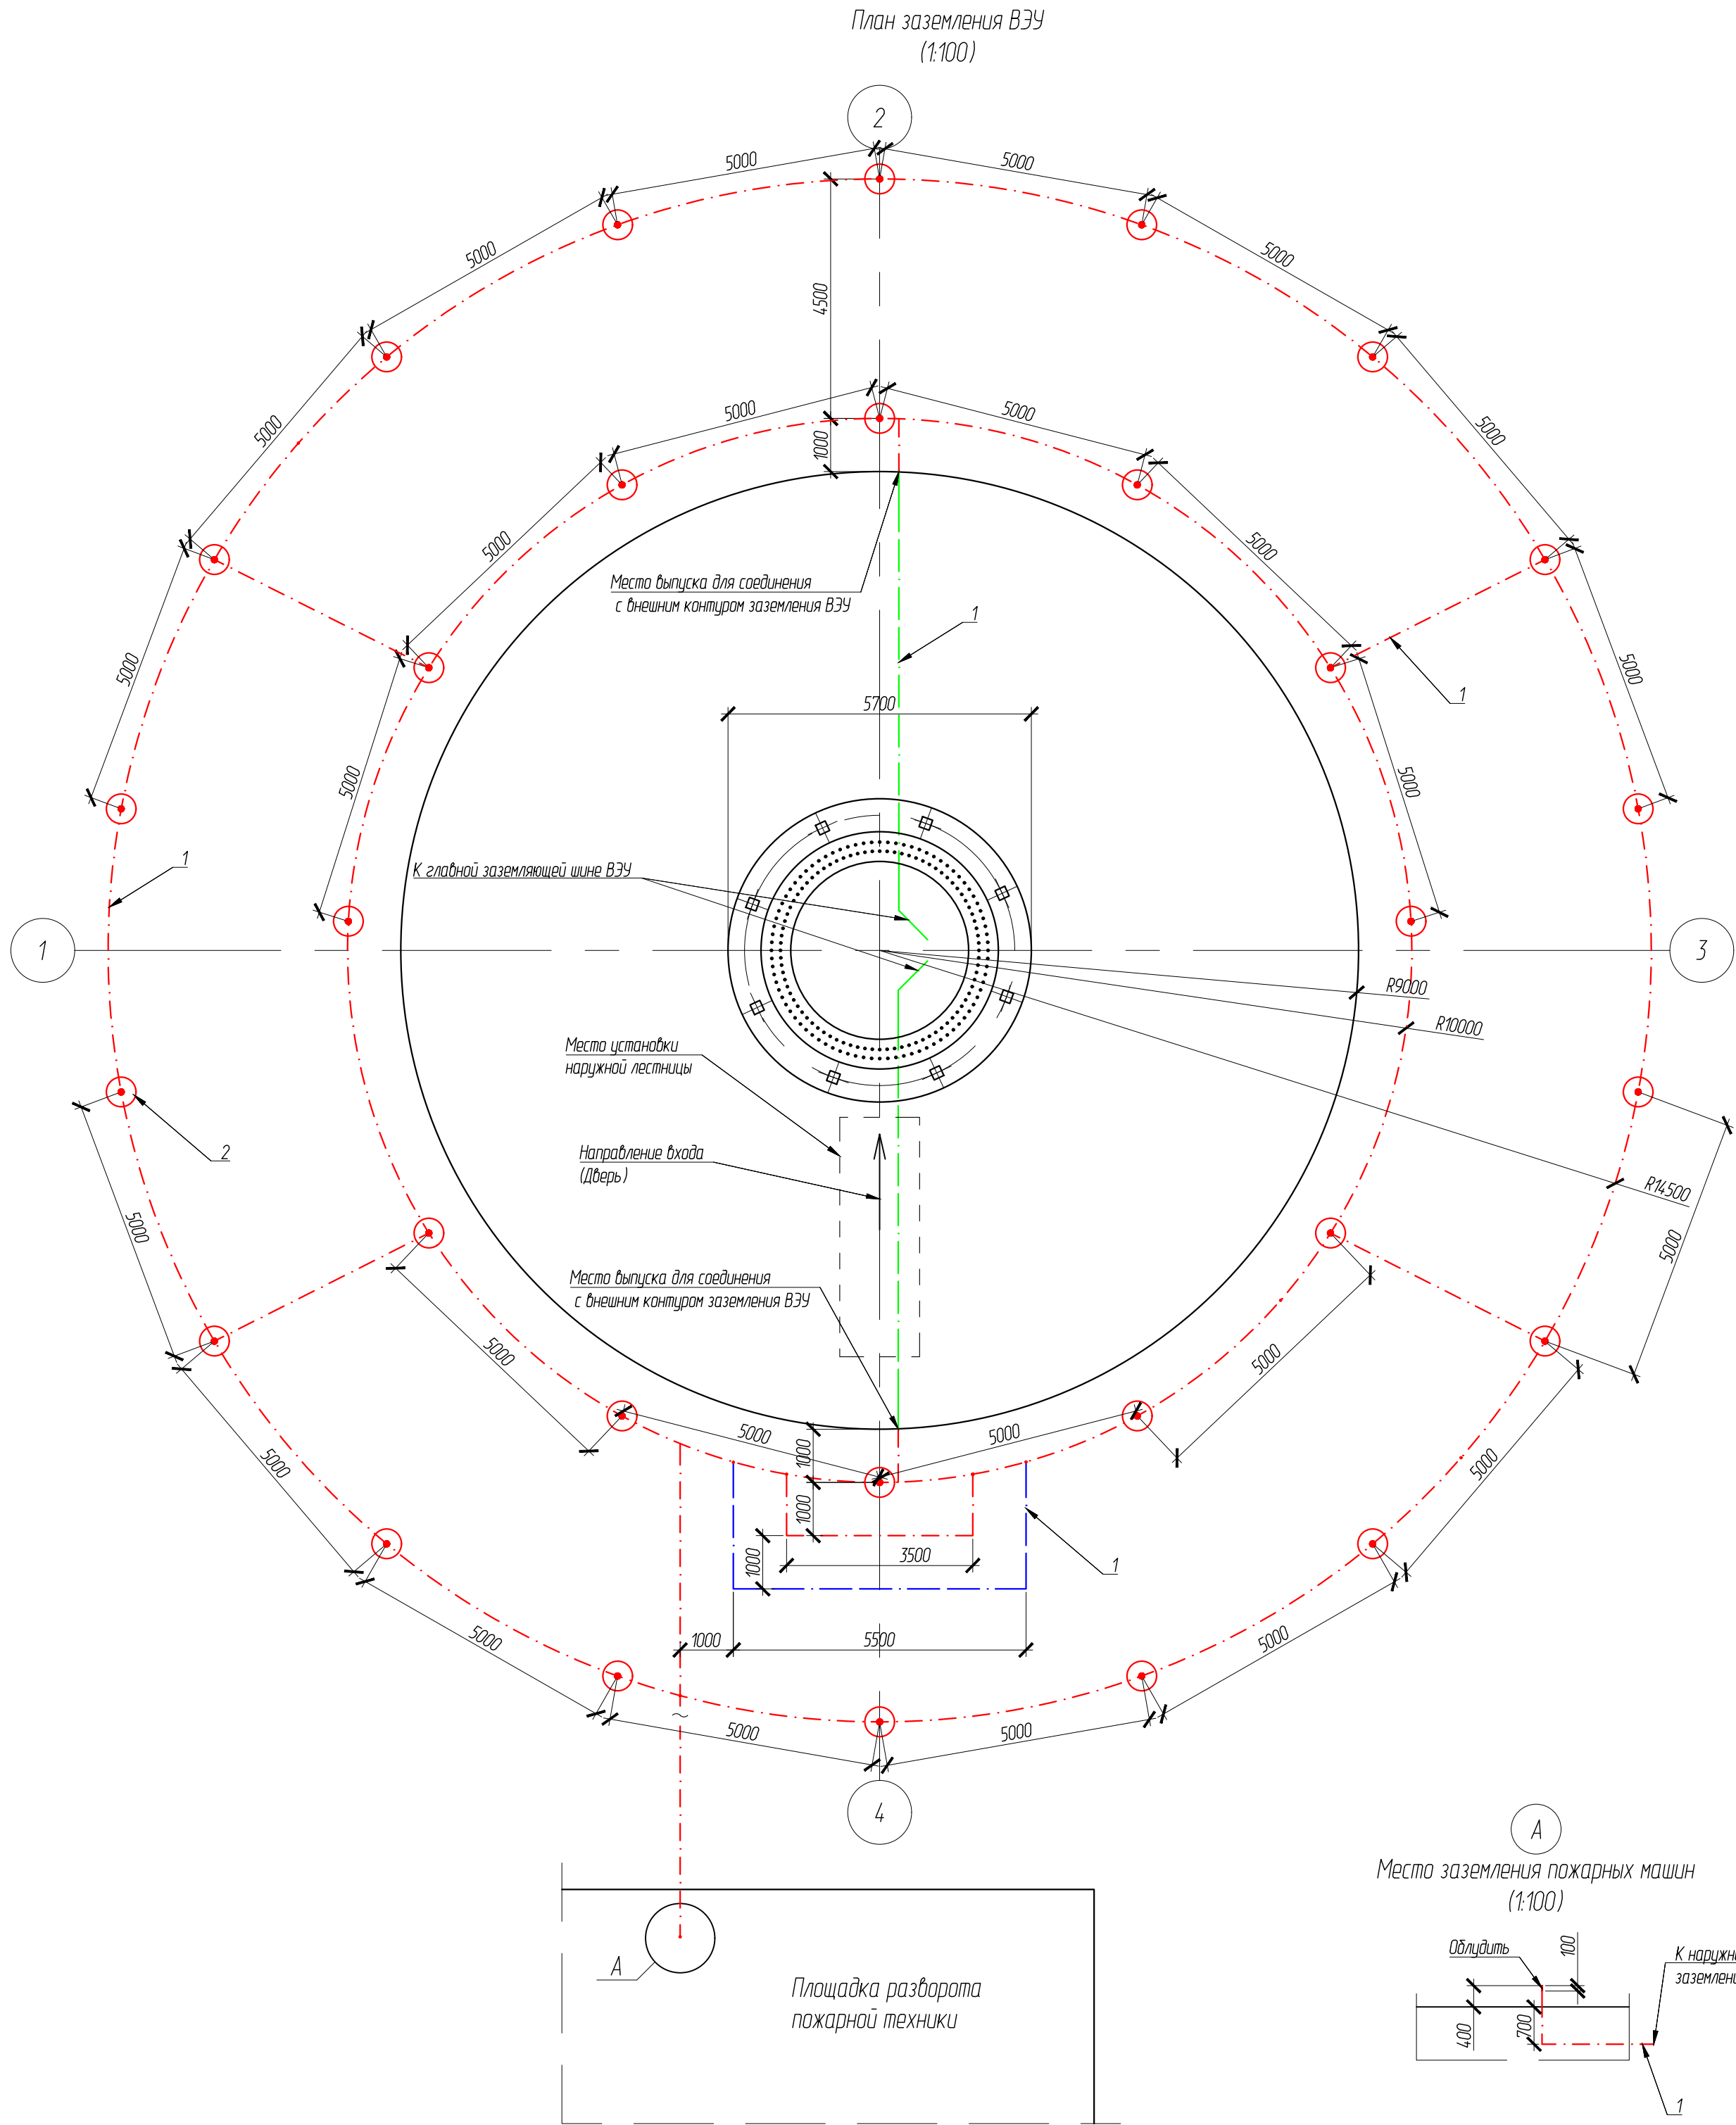 План заземления ВЭУ
(1:100)
2
5000
5000
5000
5000
4500
5000
5000
5000
5000
1000
5000
5000
Место выпуска для соединения
с внешним контуром заземления ВЭУ
1
5000
5000
1
5700
5000
5000
1
К главной заземляющей шине ВЭУ
1
3
R9000
R10000
Место установки
наружной лестницы
2
Направление входа
(Дверь)
R14500
5000
5000
Место выпуска для соединения
с внешним контуром заземления ВЭУ
5000
5000
5000
5000
1000
5000
5000
1000
1000
3500
1
1000
5500
5000
5000
5000
5000
4
А
Место заземления пожарных машин
(1:100)
Облудить
100
К наружн
заземлени
400
700
1
А
Площадка разворота
пожарной техники